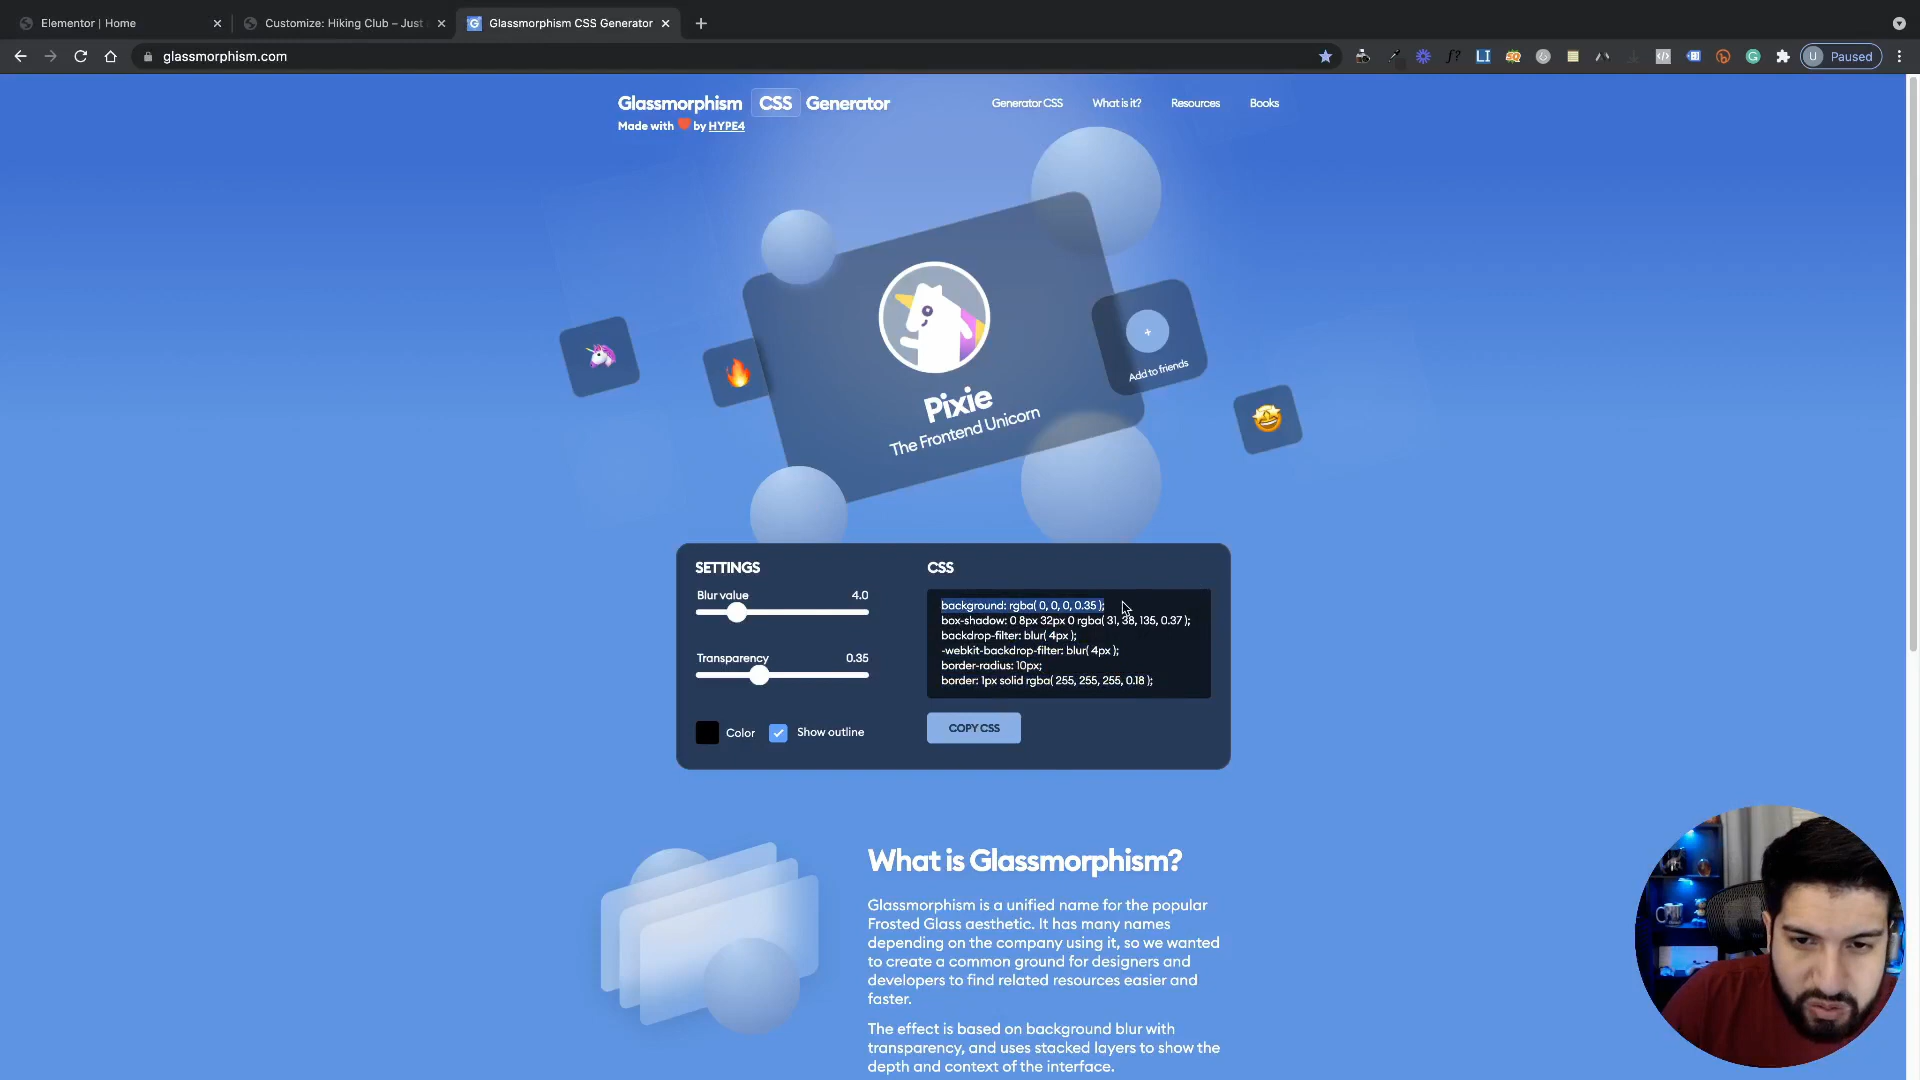 Elementor | Home
Customize: Hiking Club – Just
Glassmorphism CSS Generator
glassmorphism.com
Paused
Glassmorphism CSS Generator
Made with by HYPE4
Generator CSS
What is it?
Resources
Books
Add to friends
Pixie
The Frontend Unicorn
SETTINGS
Blur value 4.0
Transparency 0.35
Color
Show outline
CSS
background: rgba( 0, 0, 0, 0.35 );
box-shadow: 0 8px 32px 0 rgba( 31, 38, 135, 0.37 );
backdrop-filter: blur( 4px );
-webkit-backdrop-filter: blur( 4px );
border-radius: 10px;
border: 1px solid rgba( 255, 255, 255, 0.18 );
COPY CSS
What is Glassmorphism?
Glassmorphism is a unified name for the popular
Frosted Glass aesthetic. It has many names
depending on the company using it, so we wanted
to create a common ground for designers and
developers to find related resources easier and
faster.
The effect is based on background blur with
transparency, and uses stacked layers to show the
depth and context of the interface.